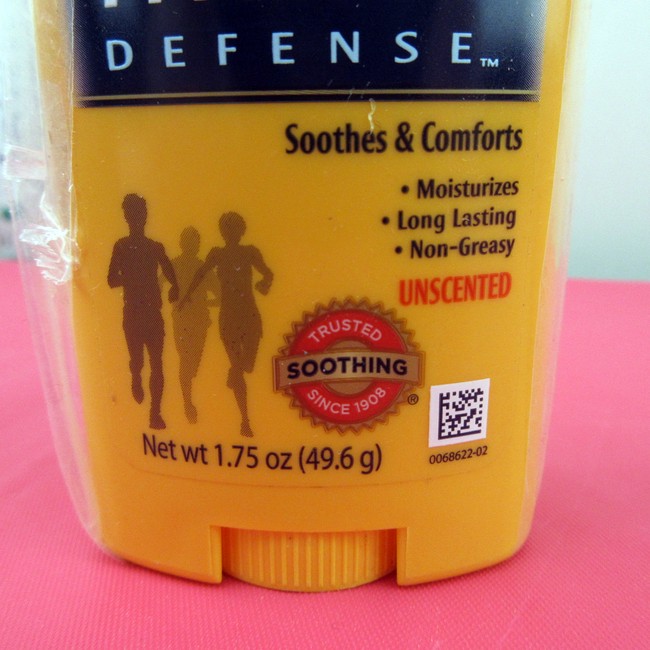 DEFENSE™
Soothes & Comforts
• Moisturizes
• Long Lasting
• Non-Greasy
UNSCENTED
TRUSTED
SOOTHING
SINCE 1908
®
Net wt 1.75 oz (49.6 g)
0068622-02